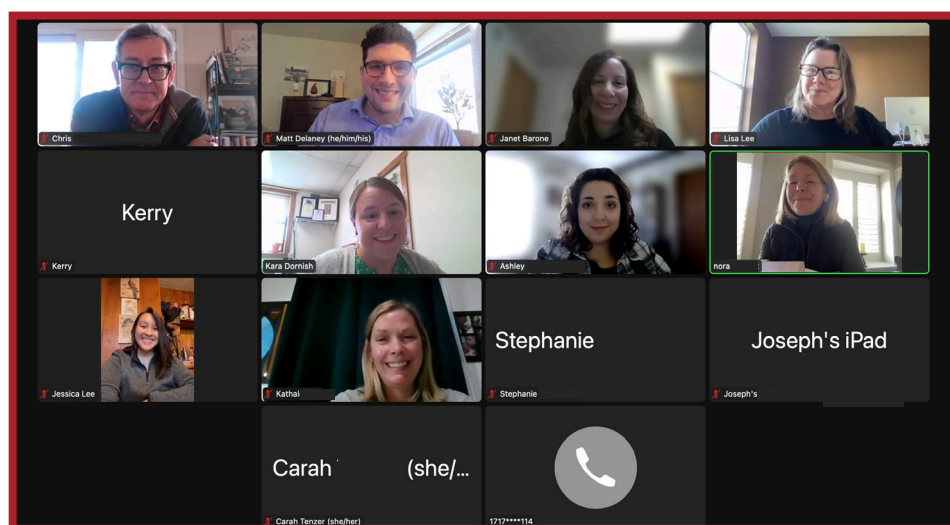 Chris
Matt Delaney (he/him/his)
Janet Barone
Lisa Lee
Kerry
Kerry
Kara Dornish
Ashley
nora
Stephanie
Joseph's iPad
Jessica Lee
Kathal
Stephanie
Joseph's
Carah (she/...
Carah Tenzer (she/her)
1717****114